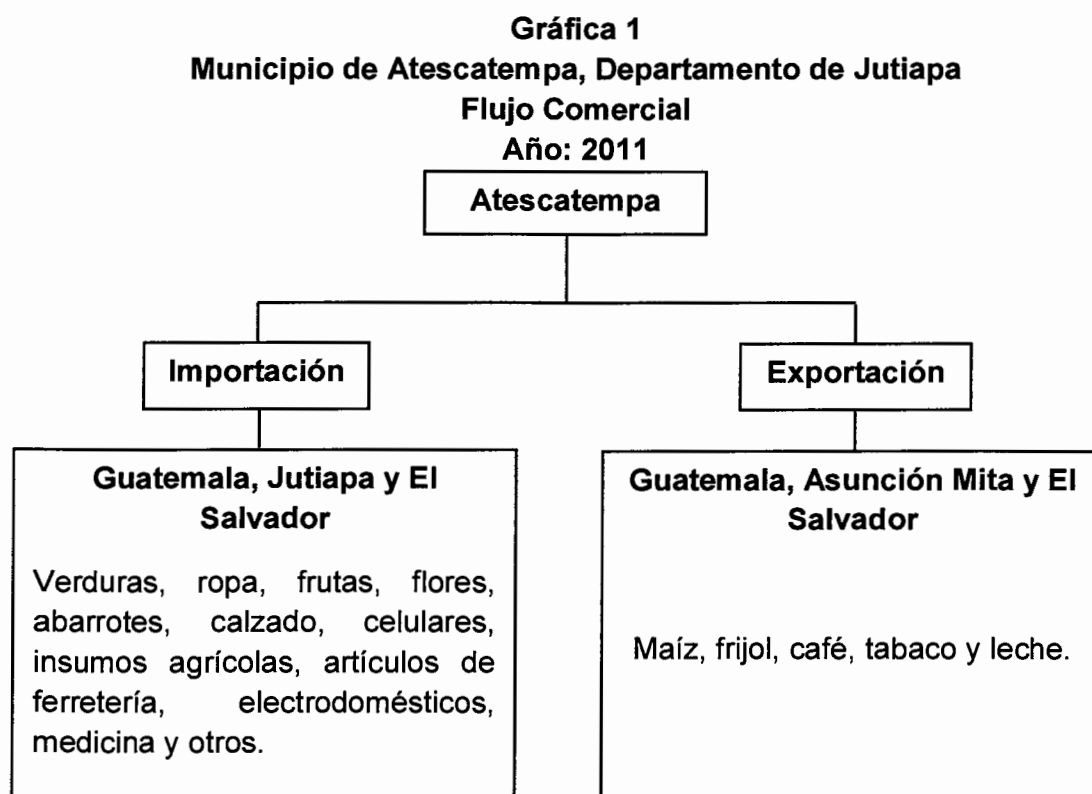 Gráfica 1
Municipio de Atescatempa, Departamento de Jutiapa
Flujo Comercial
Año: 2011
Atescatempa
Importación
Exportación
Guatemala, Jutiapa y El
Salvador
Verduras, ropa, frutas, flores,
abarrotes, calzado, celulares,
insumos agrícolas, artículos de
ferretería, electrodomésticos,
medicina y otros.
Guatemala, Asunción Mita y El
Salvador
Maíz, frijol, café, tabaco y leche.